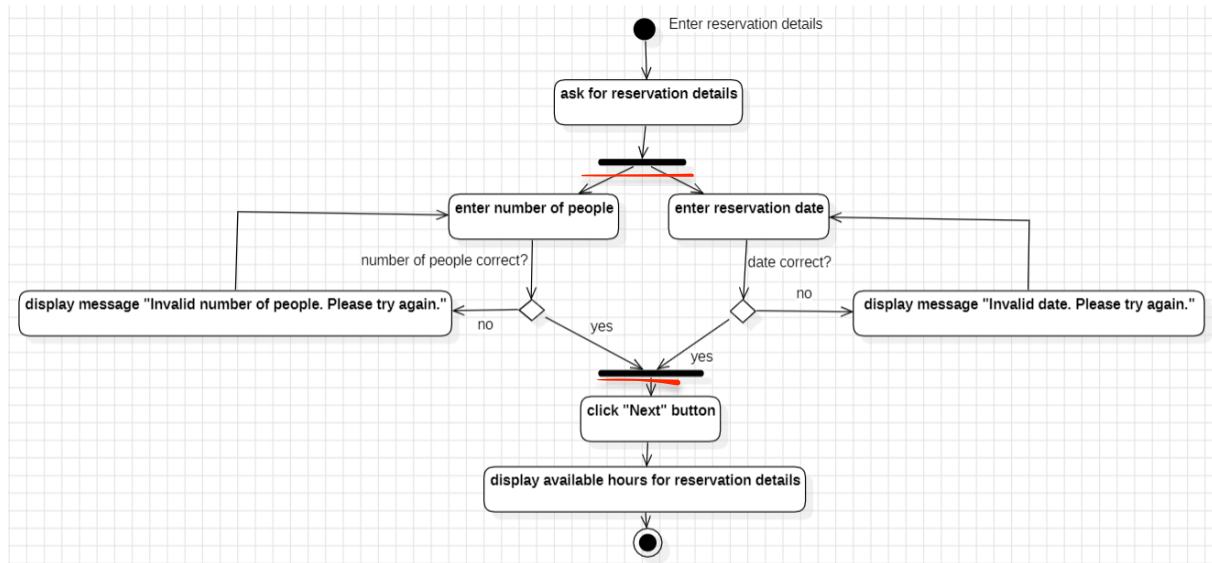 Enter reservation details
ask for reservation details
enter number of people
enter reservation date
number of people correct?
date correct?
display message "Invalid number of people. Please try again."
no
yes
no
yes
display message "Invalid date. Please try again."
click "Next" button
display available hours for reservation details